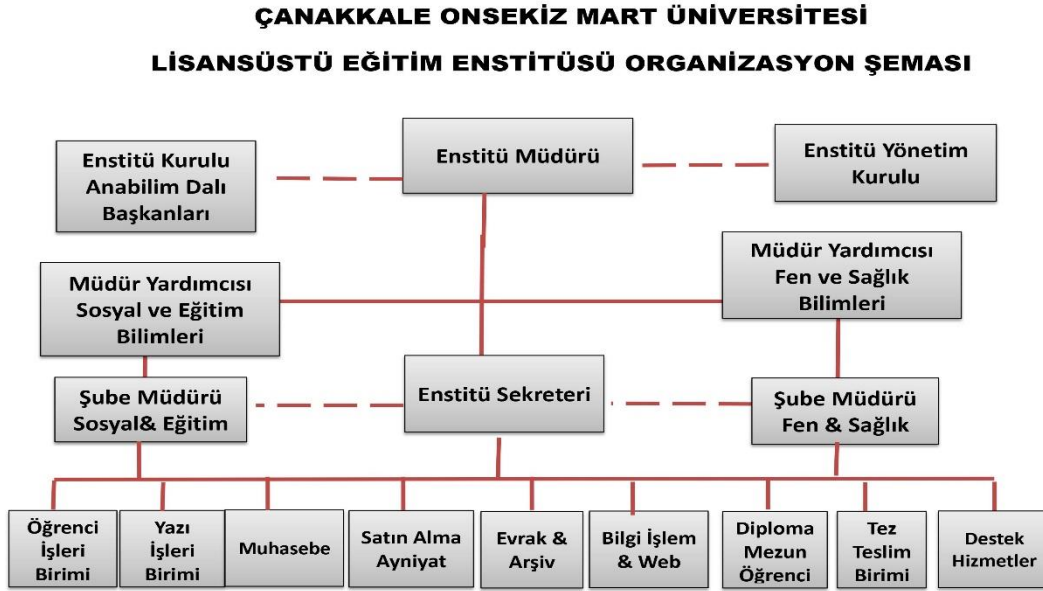 ÇANAKKALE ONSEKİZ MART ÜNİVERSİTESİ
LİSANSÜSTÜ EĞİTİM ENSTİTÜSÜ ORGANİZASYON ŞEMASI
Enstitü Kurulu
Anabilim Dalı
Başkanları
Enstitü Müdürü
Enstitü Yönetim
Kurulu
Müdür Yardımcısı
Sosyal ve Eğitim
Bilimleri
Müdür Yardımcısı
Fen ve Sağlık
Bilimleri
Şube Müdürü
Sosyal& Eğitim
Enstitü Sekreteri
Şube Müdürü
Fen & Sağlık
Öğrenci
İşleri
Birimi
Yazı
İşleri
Birimi
Muhasebe
Satın Alma
Ayniyat
Evrak &
Arşiv
Bilgi İşlem
& Web
Diploma
Mezun
Öğrenci
Tez
Teslim
Birimi
Destek
Hizmetler